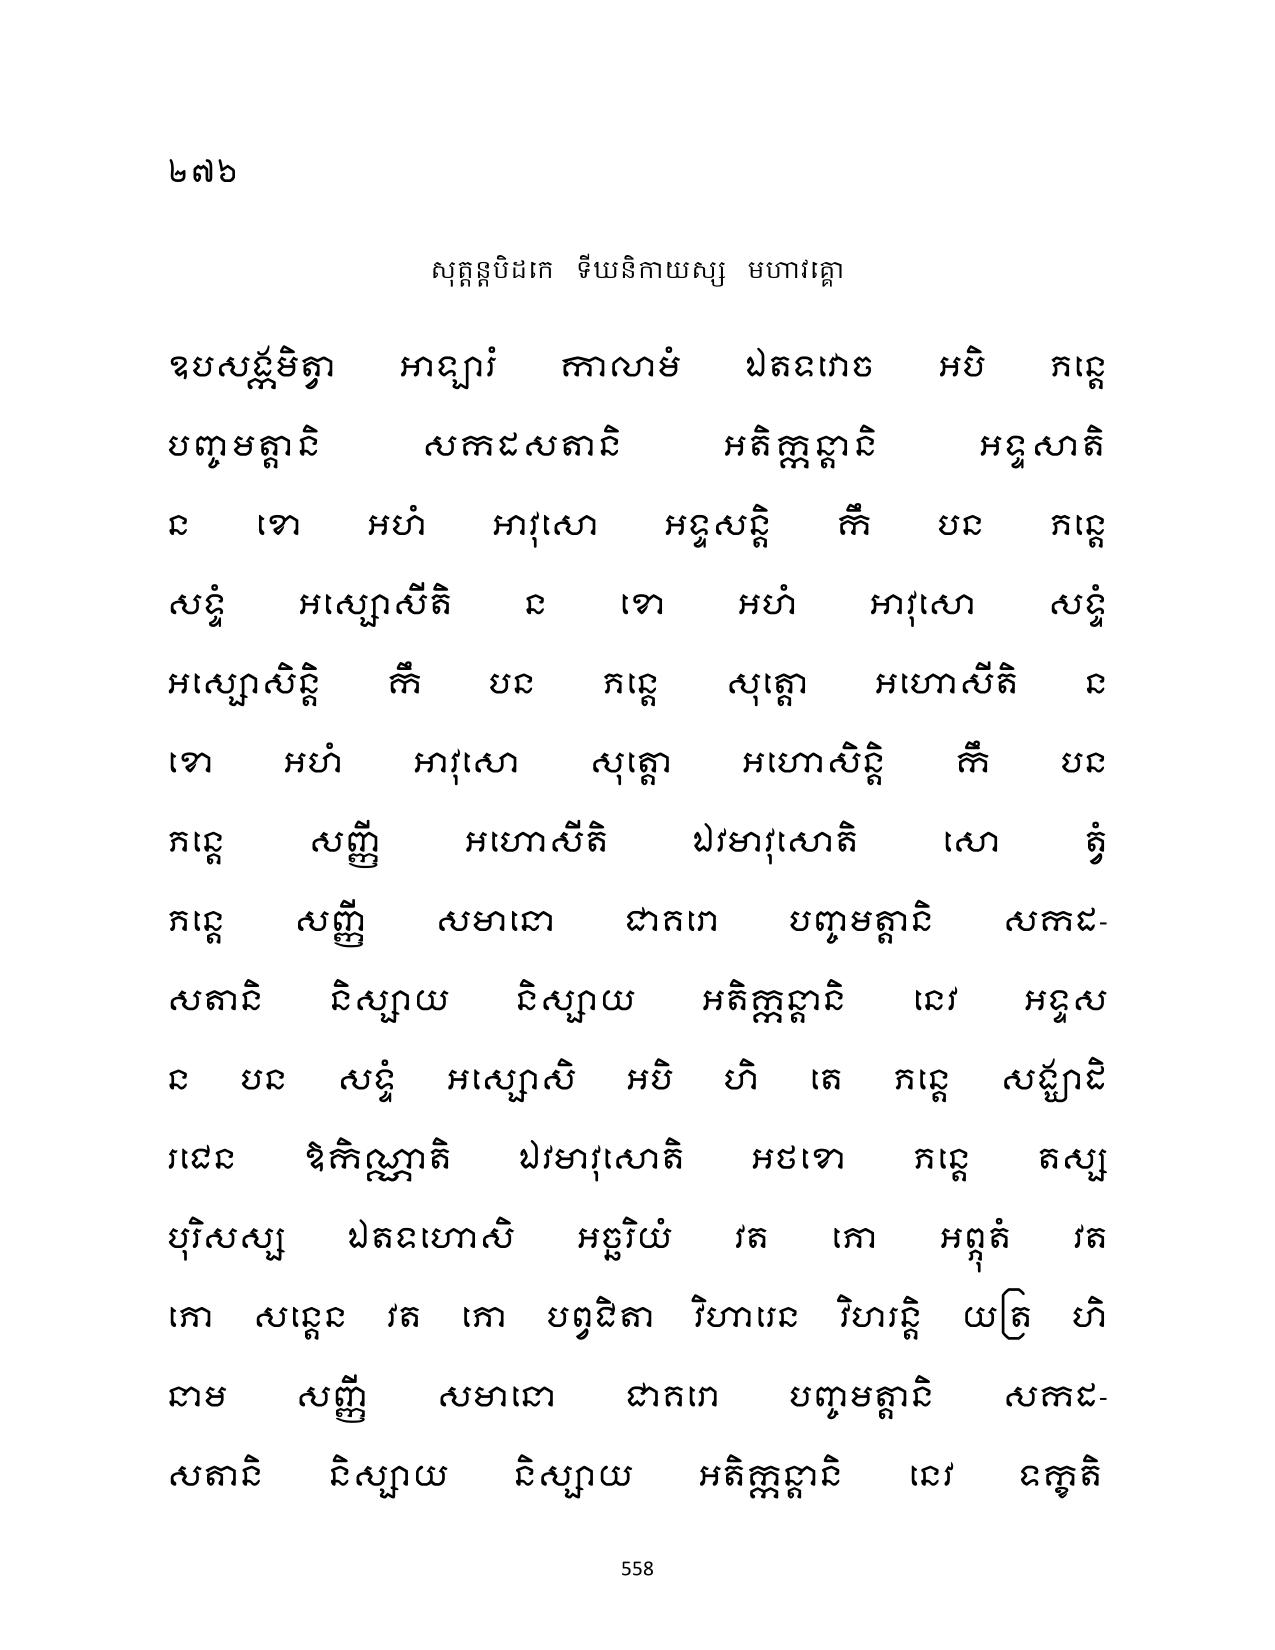 ២៧៦
សុត្តន្តបិដកេ ទីឃនិកាយស្ស មហាវគ្គោ
ឧបសង្កមិត្វា អាឡារំ កាលាមំ ឯតទវោច អបិ ភន្តេ
បញ្ចមត្តានិ សកដសតានិ អតិក្កន្តានិ អទ្ទសាតិ
ន ខោ អហំ អាវុសោ អទ្ទសន្តិ កឹ បន ភន្តេ
សទ្ទំ អស្សោសីតិ ន ខោ អហំ អាវុសោ សទ្ទំ
អស្សោសិន្តិ កឹ បន ភន្តេ សុត្តោ អហោសីតិ ន
ខោ អហំ អាវុសោ សុត្តោ អហោសិន្តិ កឹ បន
ភន្តេ សញ្ញី អហោសីតិ ឯវមាវុសោតិ សោ ត្វំ
ភន្តេ សញ្ញី សមានោ ជាគរោ បញ្ចមត្តានិ សកដ-
សតានិ និស្សាយ និស្សាយ អតិក្កន្តានិ នេវ អទ្ទស
ន បន សទ្ទំ អស្សោសិ អបិ ហិ តេ ភន្តេ សង្ឃាដិ
រជេន ឱកិណ្ណាតិ ឯវមាវុសោតិ អថខោ ភន្តេ តស្ស
បុរិសស្ស ឯតទហោសិ អច្ឆរិយំ វត ភោ អព្ភុតំ វត
ភោ សន្តេន វត ភោ បព្វជិតា វិហារេន វិហរន្តិ យត្រ ហិ
នាម សញ្ញី សមានោ ជាគរោ បញ្ចមត្តានិ សកដ-
សតានិ និស្សាយ និស្សាយ អតិក្កន្តានិ នេវ ទក្ខតិ
558